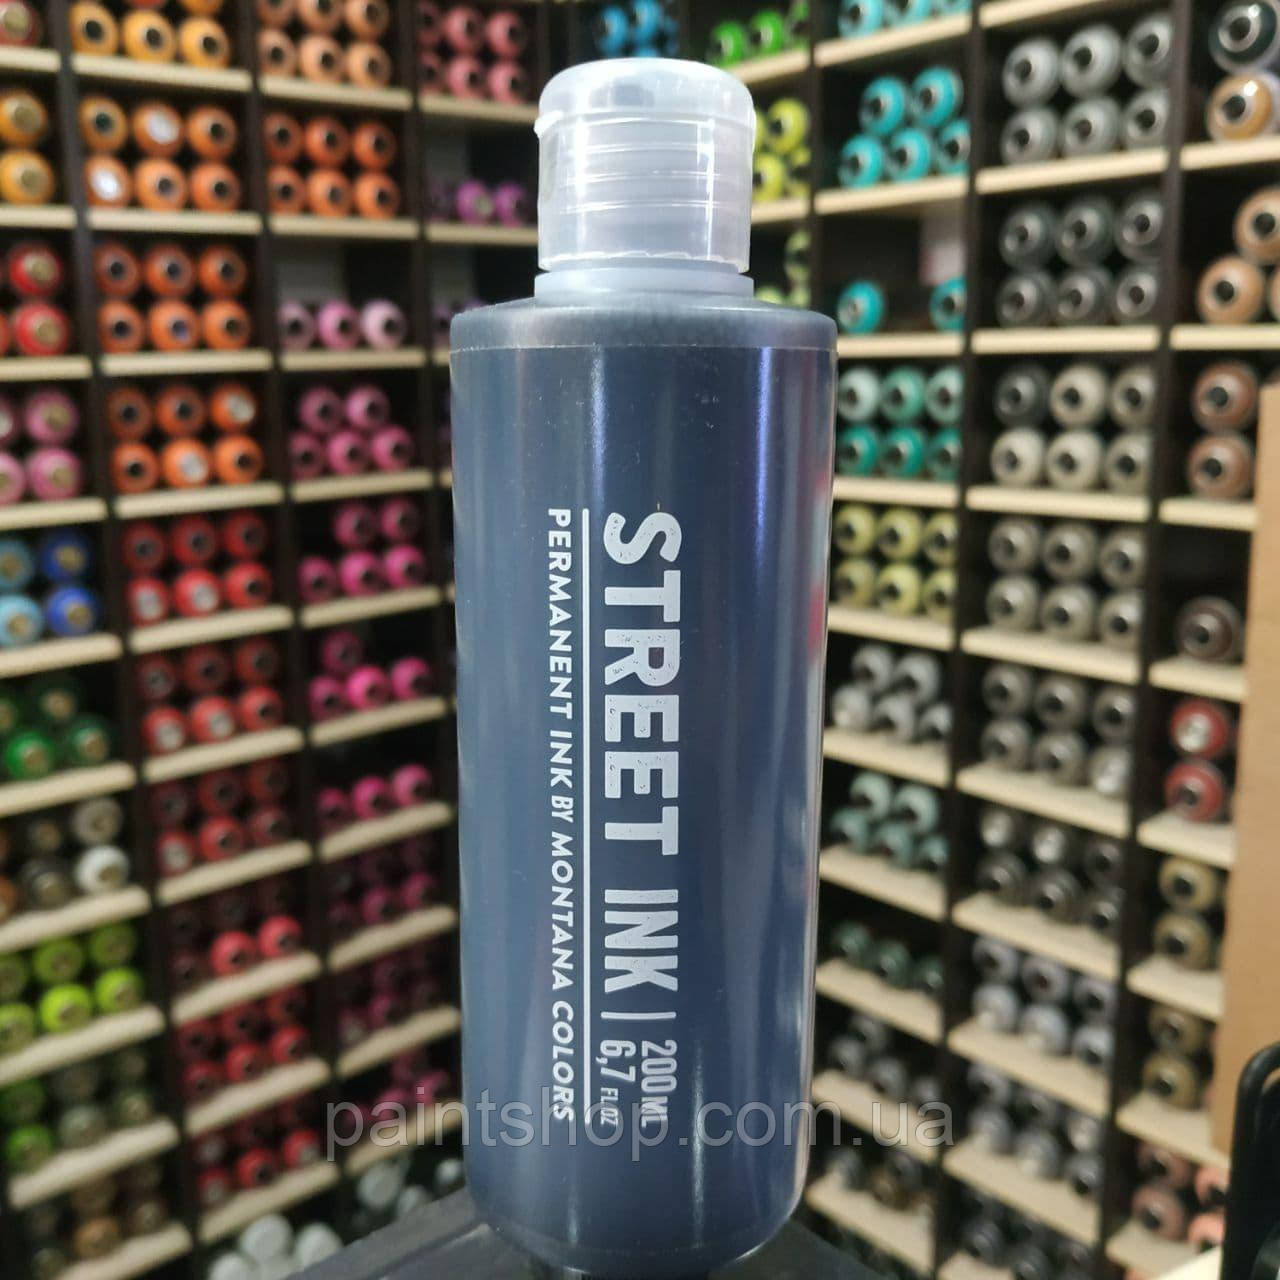 STREET INK | 200 ML
6,7 FL OZ
PERMANENT INK BY MONTANA COLORS
paintshop.com.ua